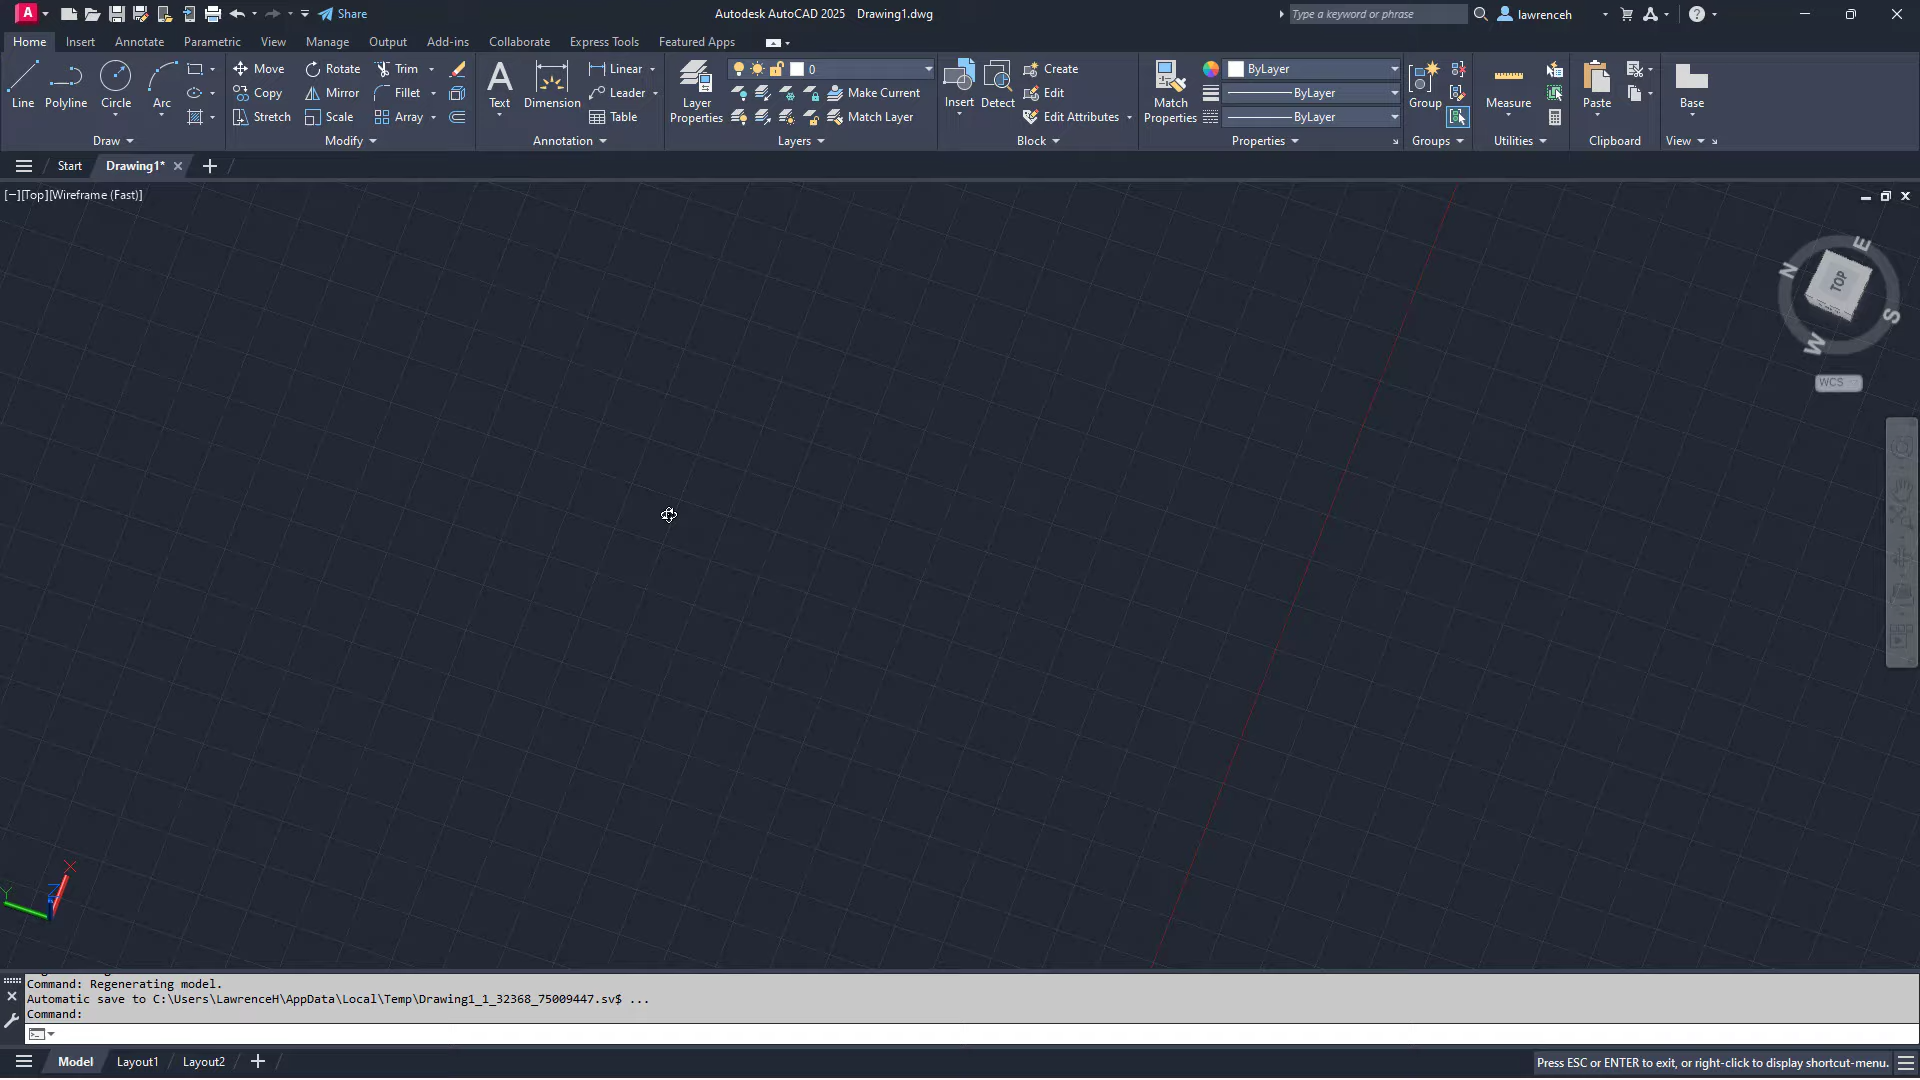 A Share Autodesk AutoCAD 2025 Drawing1.dwg Type a keyword or phrase lawrenceh
Home Insert Annotate Parametric View Manage Output Add-ins Collaborate Express Tools Featured Apps
Line Polyline Circle Arc
Draw
Move Rotate Trim
Copy Mirror Fillet
Stretch Scale Array
Modify
Text Dimension
Linear
Leader
Table
Annotation
Layer Properties
0
Make Current
Match Layer
Layers
Insert Detect
Create
Edit
Edit Attributes
Block
Match Properties
ByLayer
ByLayer
ByLayer
Properties
Group
Groups
Measure
Utilities
Paste
Clipboard
Base
View
Start Drawing1* +
[−][Top][Wireframe (Fast)]
N E
TOP
W S
WCS
X
Y Z
Command: Regenerating model.
Automatic save to C:\Users\LawrenceH\AppData\Local\Temp\Drawing1_1_32368_75009447.sv$ ...
Command:
Model Layout1 Layout2 + Press ESC or ENTER to exit, or right-click to display shortcut-menu.